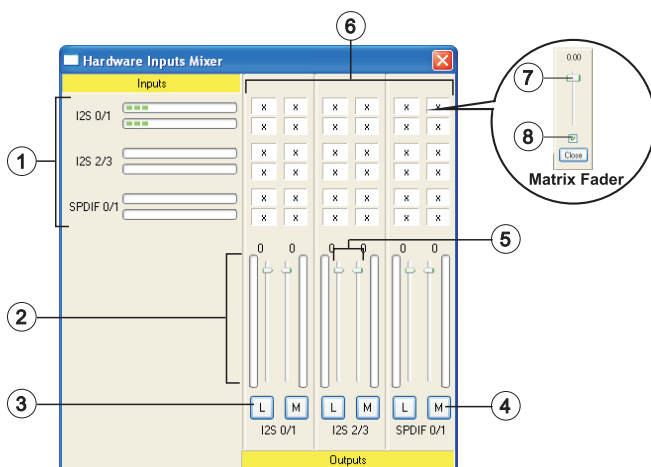 6
Hardware Inputs Mixer
Inputs
I2S 0/1
I2S 2/3
SPDIF 0/1
1
x x x x x x
x x x x x x
x x x x x x
x x x x x x
x x x x x x
x x x x x x
0.00
7
8
Close
Matrix Fader
0 0 0 0 0 0
5
2
3
L M L M L M
4
I2S 0/1 I2S 2/3 SPDIF 0/1
Outputs